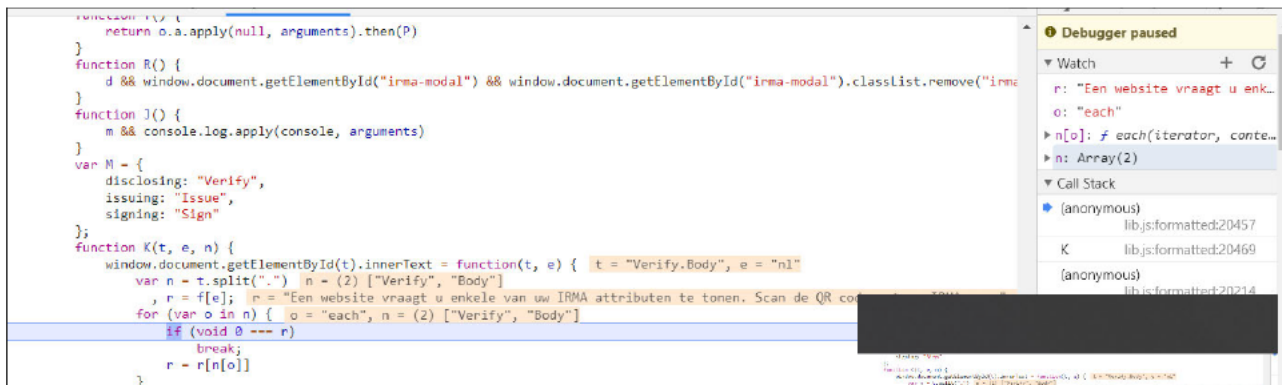 function T() {
return o.a.apply(null, arguments).then(P)
}
function R() {
d && window.document.getElementById("irma-modal") && window.document.getElementById("irma-modal").classList.remove("irma
}
function J() {
m && console.log.apply(console, arguments)
}
var M = {
disclosing: "Verify",
issuing: "Issue",
signing: "Sign"
};
function K(t, e, n) {
window.document.getElementById(t).innerText = function(t, e) { t = "Verify.Body", e = "nl"
var n = t.split(".") n = (2) ["Verify", "Body"]
, r = f[e]; r = "Een website vraagt u enkele van uw IRMA attributen te tonen. Scan de QR
for (var o in n) { o = "each", n = (2) ["Verify", "Body"]
if (void 0 === r)
break;
r = r[n[o]]
}
Debugger paused
Watch
r: "Een website vraagt u enk…
o: "each"
n[o]: ƒ each(iterator, conte…
n: Array(2)
Call Stack
(anonymous)
lib.js:formatted:20457
K lib.js:formatted:20469
(anonymous)
lib.js:formatted:20214